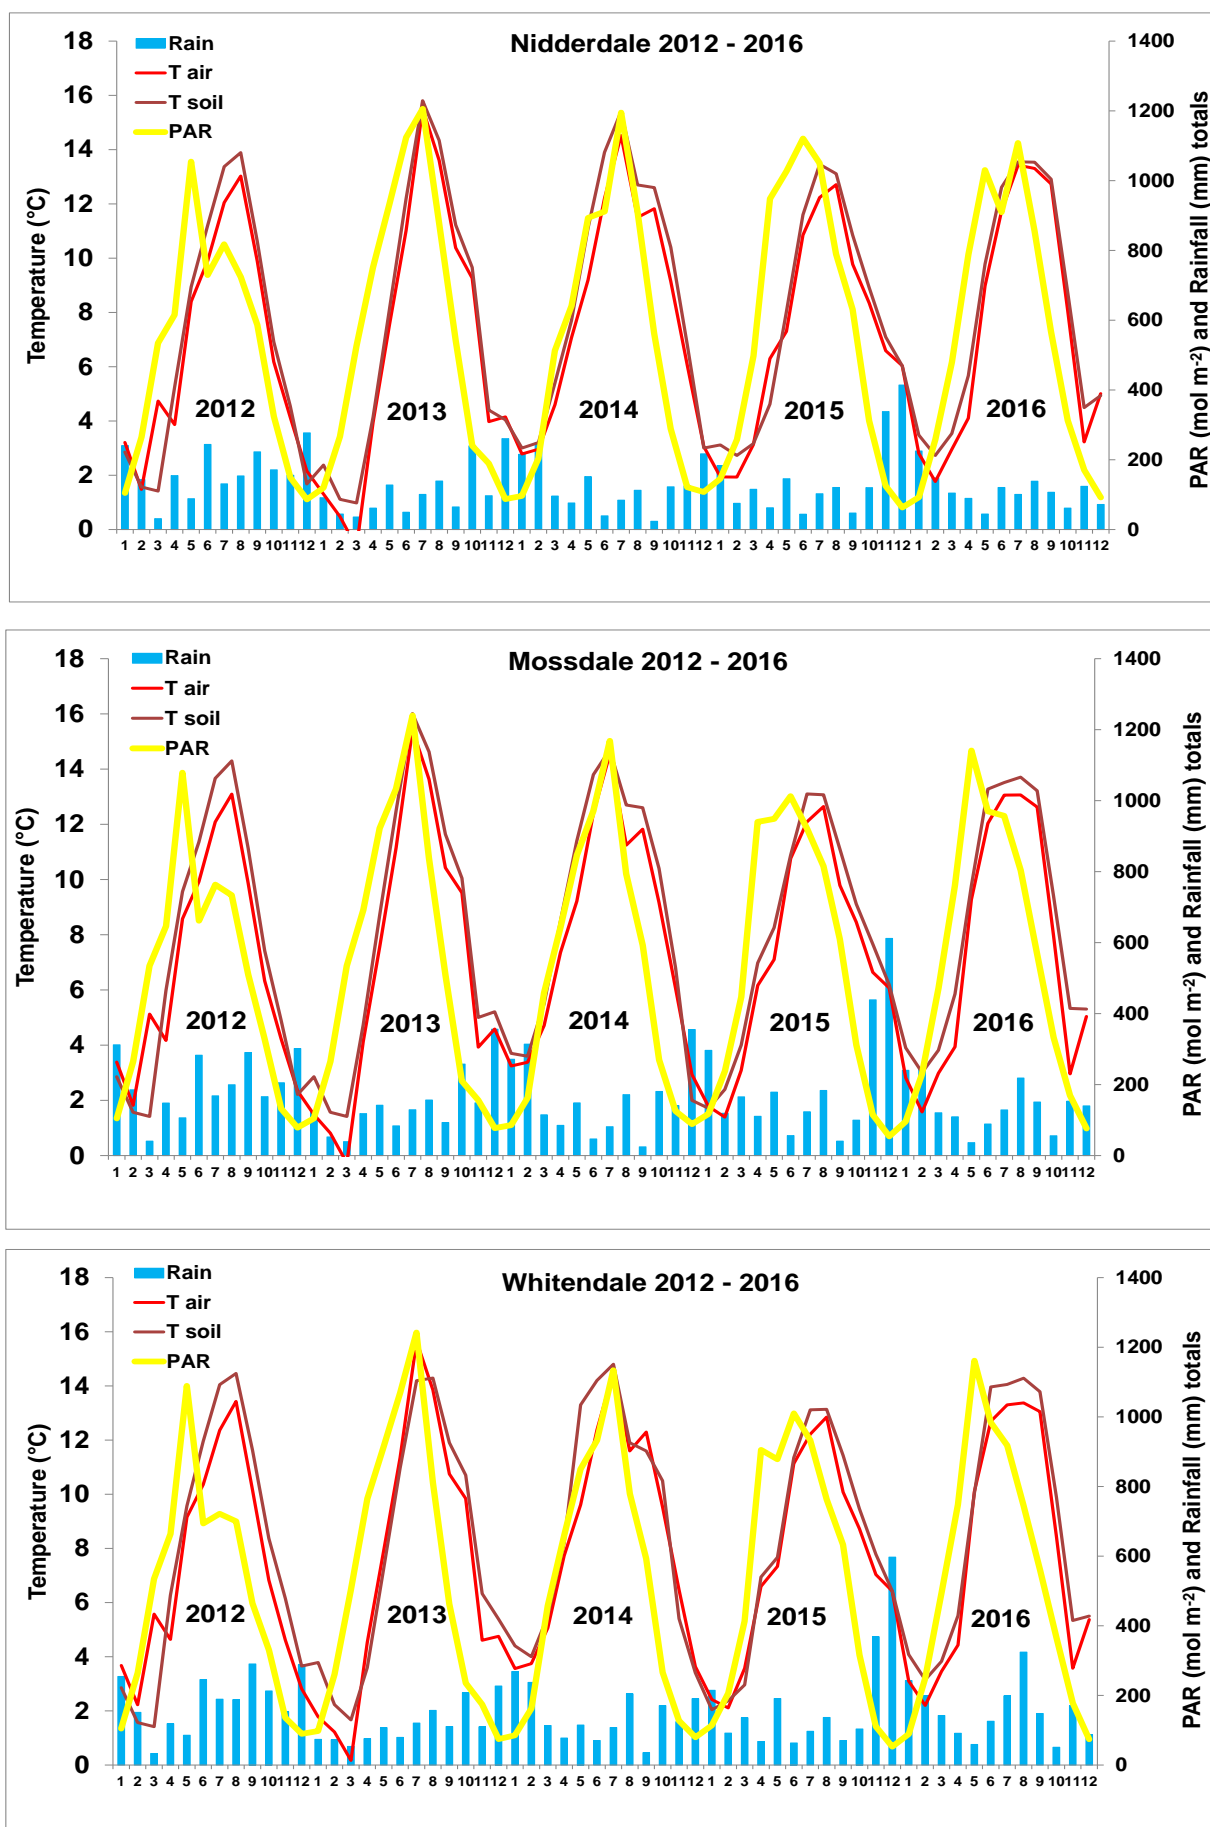 Nidderdale 2012 - 2016
Rain
T air
T soil
PAR
Temperature (°C)
18
16
14
12
10
8
6
4
2
0
PAR (mol m-2) and Rainfall (mm) totals
1400
1200
1000
800
600
400
200
0
2012
2013
2014
2015
2016
1 2 3 4 5 6 7 8 9 10 11 12 1 2 3 4 5 6 7 8 9 10 11 12 1 2 3 4 5 6 7 8 9 10 11 12 1 2 3 4 5 6 7 8 9 10 11 12 1 2 3 4 5 6 7 8 9 10 11 12
Mossdale 2012 - 2016
Rain
T air
T soil
PAR
Temperature (°C)
18
16
14
12
10
8
6
4
2
0
PAR (mol m-2) and Rainfall (mm) totals
1400
1200
1000
800
600
400
200
0
2012
2013
2014
2015
2016
1 2 3 4 5 6 7 8 9 10 11 12 1 2 3 4 5 6 7 8 9 10 11 12 1 2 3 4 5 6 7 8 9 10 11 12 1 2 3 4 5 6 7 8 9 10 11 12 1 2 3 4 5 6 7 8 9 10 11 12
Whitendale 2012 - 2016
Rain
T air
T soil
PAR
Temperature (°C)
18
16
14
12
10
8
6
4
2
0
PAR (mol m-2) and Rainfall (mm) totals
1400
1200
1000
800
600
400
200
0
2012
2013
2014
2015
2016
1 2 3 4 5 6 7 8 9 10 11 12 1 2 3 4 5 6 7 8 9 10 11 12 1 2 3 4 5 6 7 8 9 10 11 12 1 2 3 4 5 6 7 8 9 10 11 12 1 2 3 4 5 6 7 8 9 10 11 12